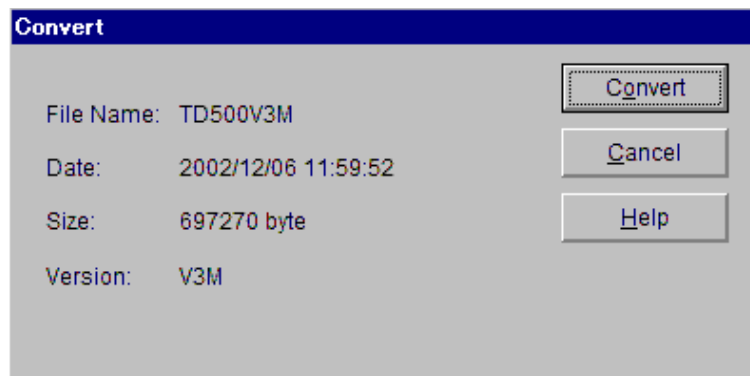 Convert
File Name: TD500V3M
Date: 2002/12/06 11:59:52
Size: 697270 byte
Version: V3M
Convert
Cancel
Help